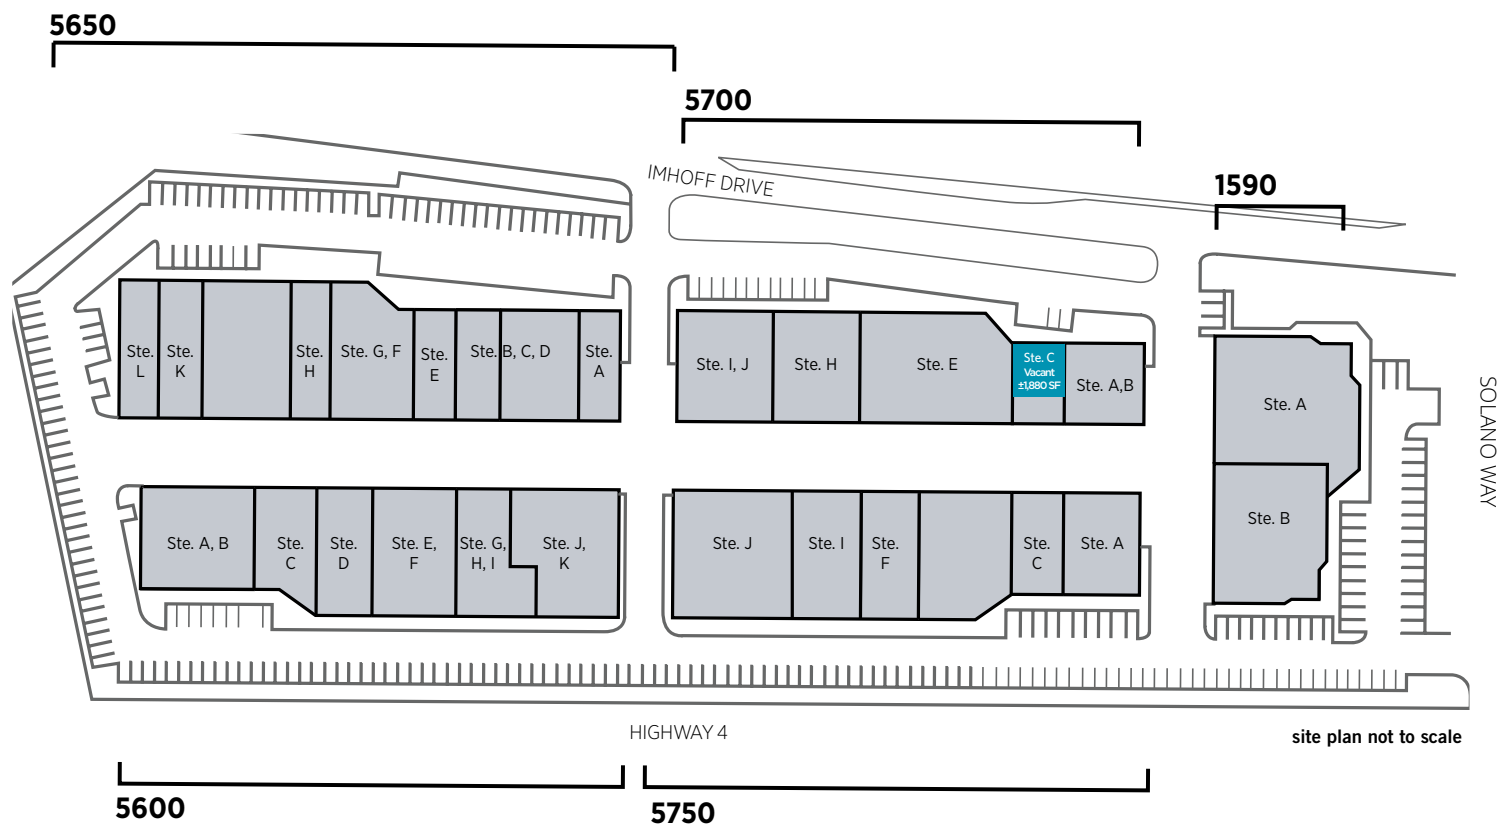 5650
5700
IMHOFF DRIVE
1590
Ste.
L
Ste.
K
Ste.
H
Ste. G, F
Ste.
E
Ste. B, C, D
Ste.
A
Ste. I, J
Ste. H
Ste. E
Ste. C
Vacant
±1,880 SF
Ste. A,B
Ste. A
SOLANO WAY
Ste. B
Ste. A, B
Ste.
C
Ste.
D
Ste. E,
F
Ste. G,
H, I
Ste. J,
K
Ste. J
Ste. I
Ste.
F
Ste.
C
Ste. A
HIGHWAY 4
site plan not to scale
5600
5750